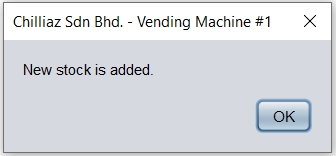 Chilliaz Sdn Bhd. - Vending Machine #1
New stock is added.
OK